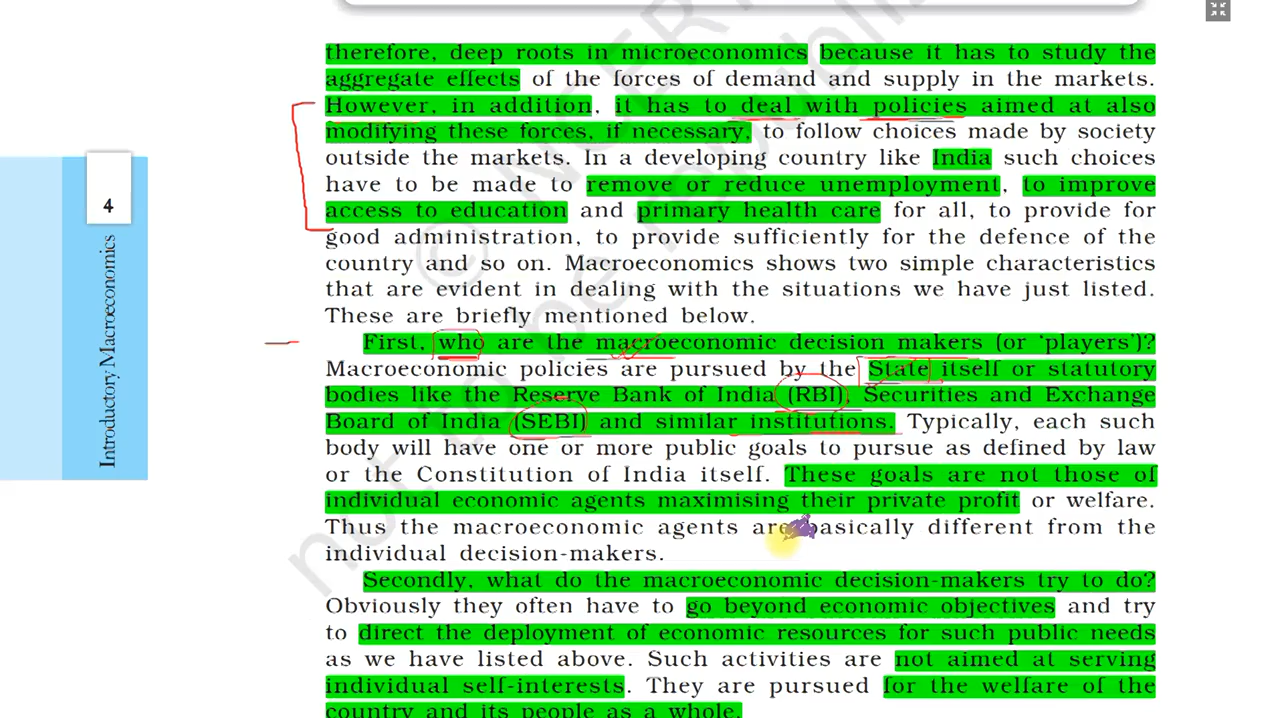 therefore, deep roots in microeconomics because it has to study the
aggregate effects of the forces of demand and supply in the markets.
However, in addition, it has to deal with policies aimed at also
modifying these forces, if necessary, to follow choices made by society
outside the markets. In a developing country like India such choices
have to be made to remove or reduce unemployment, to improve
access to education and primary health care for all, to provide for
good administration, to provide sufficiently for the defence of the
country and so on. Macroeconomics shows two simple characteristics
that are evident in dealing with the situations we have just listed.
These are briefly mentioned below.
First, who are the macroeconomic decision makers (or ‘players’)?
Macroeconomic policies are pursued by the State itself or statutory
bodies like the Reserve Bank of India (RBI), Securities and Exchange
Board of India (SEBI) and similar institutions. Typically, each such
body will have one or more public goals to pursue as defined by law
or the Constitution of India itself. These goals are not those of
individual economic agents maximising their private profit or welfare.
Thus the macroeconomic agents are basically different from the
individual decision-makers.
Secondly, what do the macroeconomic decision-makers try to do?
Obviously they often have to go beyond economic objectives and try
to direct the deployment of economic resources for such public needs
as we have listed above. Such activities are not aimed at serving
individual self-interests. They are pursued for the welfare of the
country and its people as a whole.
4
Introductory Macroeconomics
© NCERT
not to be republis